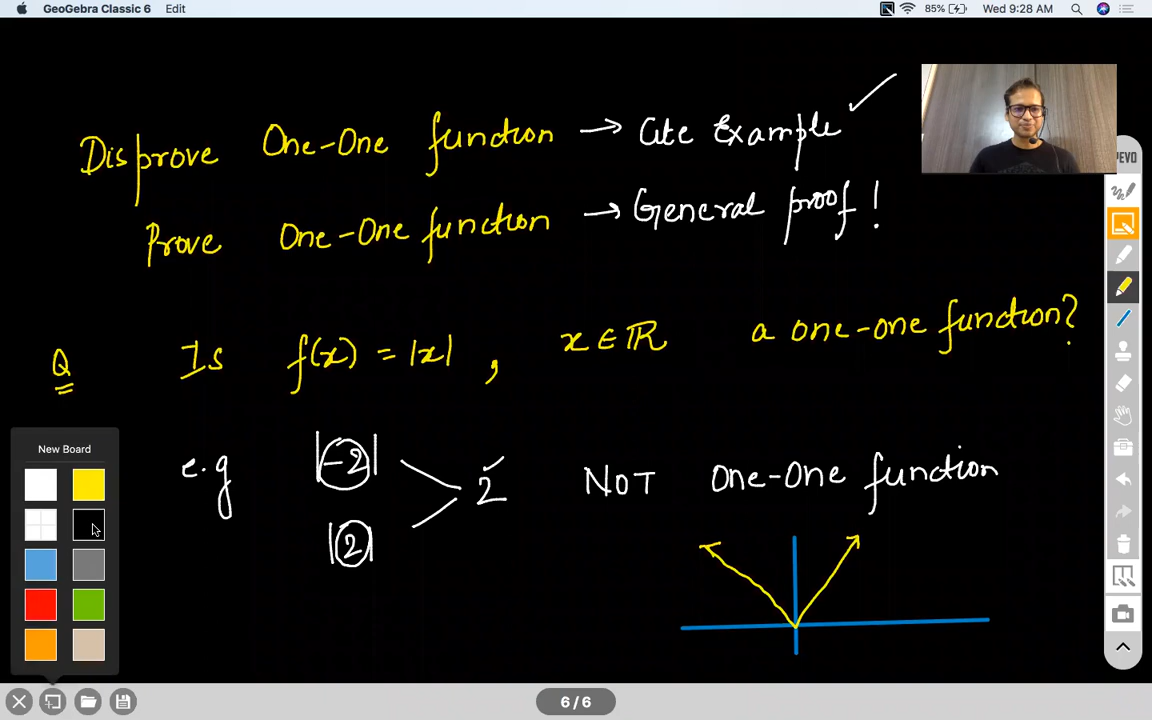 GeoGebra Classic 6 Edit 85% Wed 9:28 AM
Disprove One-One function → Cite Example ✓
PEVO
Prove One-One function → General proof!
Q Is f(x) = |x| , x ∈ ℝ a one-one function?
New Board
e.g |-2| 2 ✓ NOT One-One function
|2|
6/6